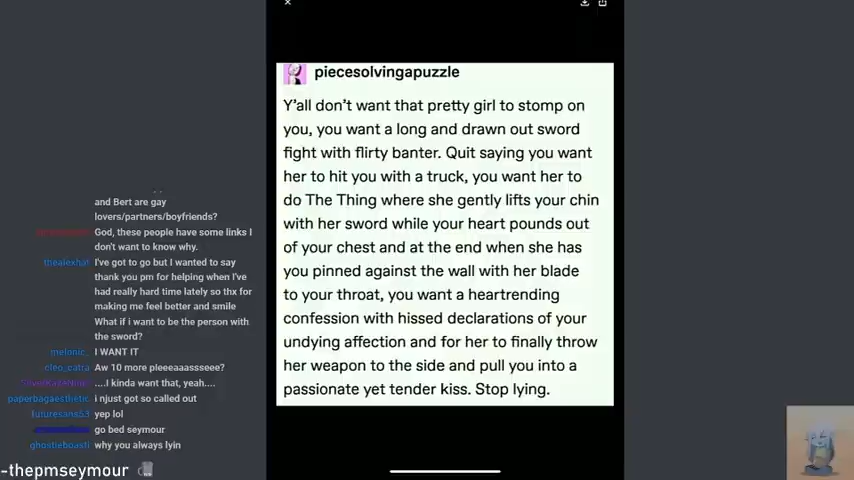 and Bert are gay
lovers/partners/boyfriends?
God, these people have some links I
don't want to know why.
thealexhat I've got to go but I wanted to say
thank you pm for helping when I've
had really hard time lately so thx for
making me feel better and smile
What if i want to be the person with
the sword?
melonic_ I WANT IT
cleo_catra Aw 10 more pleeeaaassseee?
....I kinda want that, yeah....
paperbagaesthetic i njust got so called out
futuresans53 yep lol
go bed seymour
ghostieboasti why you always lyin
-thepmseymour
piecesolvingapuzzle
Y'all don't want that pretty girl to stomp on
you, you want a long and drawn out sword
fight with flirty banter. Quit saying you want
her to hit you with a truck, you want her to
do The Thing where she gently lifts your chin
with her sword while your heart pounds out
of your chest and at the end when she has
you pinned against the wall with her blade
to your throat, you want a heartrending
confession with hissed declarations of your
undying affection and for her to finally throw
her weapon to the side and pull you into a
passionate yet tender kiss. Stop lying.